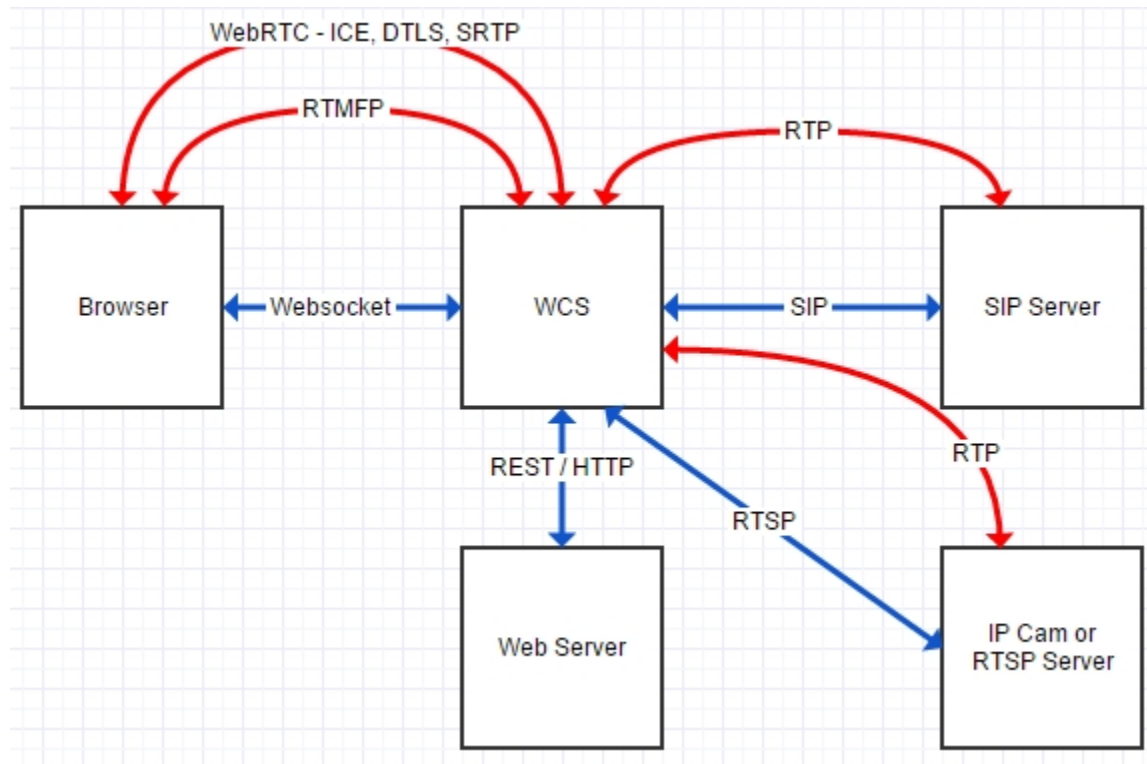 WebRTC - ICE, DTLS, SRTP
RTMFP
RTP
Browser
Websocket
WCS
SIP
SIP Server
REST / HTTP
RTP
RTSP
Web Server
IP Cam or
RTSP Server